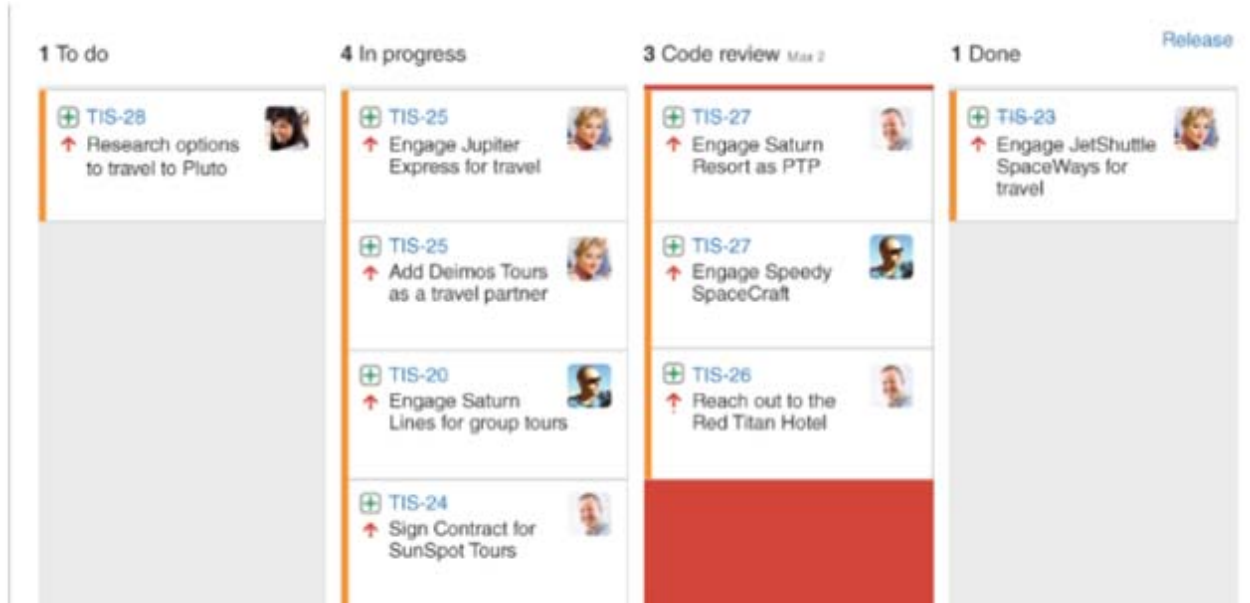 Release
1 To do
4 In progress
3 Code review Max 2
1 Done
TIS-28
Research options
to travel to Pluto
TIS-25
Engage Jupiter
Express for travel
TIS-25
Add Deimos Tours
as a travel partner
TIS-20
Engage Saturn
Lines for group tours
TIS-24
Sign Contract for
SunSpot Tours
TIS-27
Engage Saturn
Resort as PTP
TIS-27
Engage Speedy
SpaceCraft
TIS-26
Reach out to the
Red Titan Hotel
TIS-23
Engage JetShuttle
SpaceWays for
travel